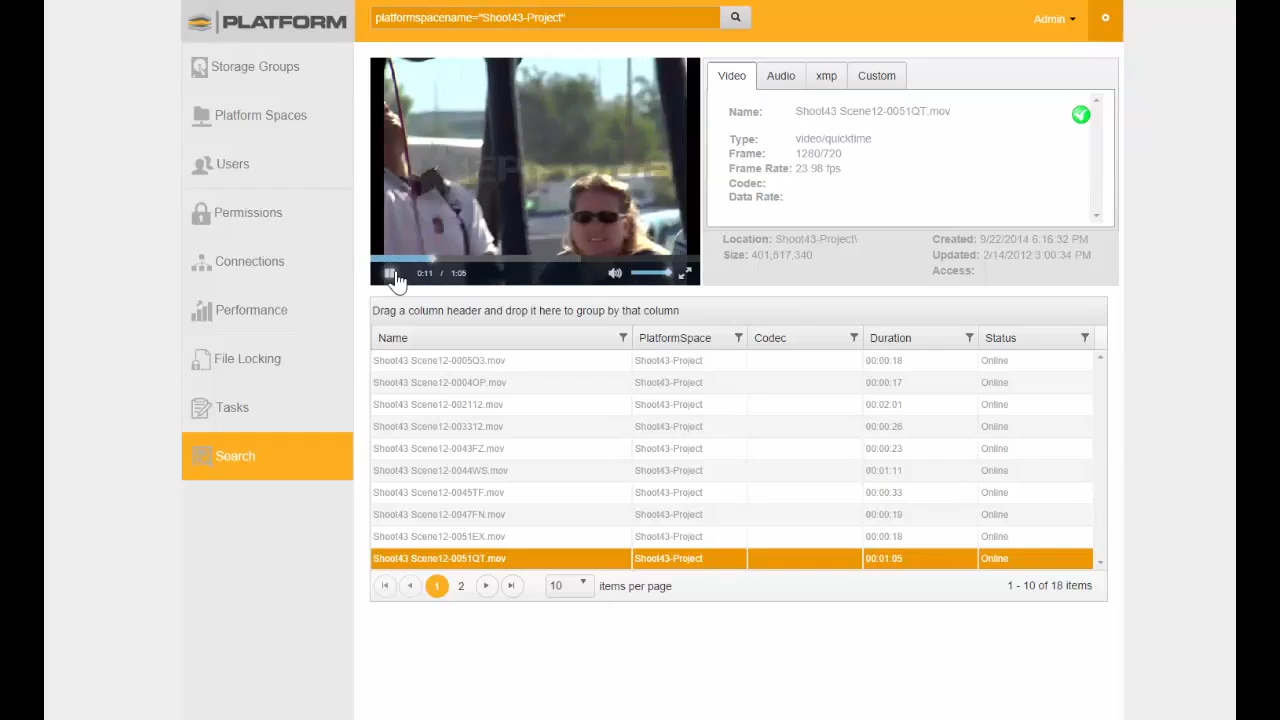 PLATFORM
platformspacename="Shoot43-Project"
Admin
Storage Groups
Platform Spaces
Users
Permissions
Connections
Performance
File Locking
Tasks
Search
0:11 / 1:05
Video Audio xmp Custom
Name: Shoot43 Scene12-0051QT.mov
Type: video/quicktime
Frame: 1280/720
Frame Rate: 23.98 fps
Codec:
Data Rate:
Location: Shoot43-Project\ Created: 9/22/2014 6:16:32 PM
Size: 401,517,340 Updated: 2/14/2012 3:00:34 PM
Access:
Drag a column header and drop it here to group by that column
Name PlatformSpace Codec Duration Status
Shoot43 Scene12-0005Q3.mov Shoot43-Project 00:00:18 Online
Shoot43 Scene12-0004OP.mov Shoot43-Project 00:00:17 Online
Shoot43 Scene12-002112.mov Shoot43-Project 00:02:01 Online
Shoot43 Scene12-003312.mov Shoot43-Project 00:00:26 Online
Shoot43 Scene12-0043FZ.mov Shoot43-Project 00:00:23 Online
Shoot43 Scene12-0044WS.mov Shoot43-Project 00:01:11 Online
Shoot43 Scene12-0045TF.mov Shoot43-Project 00:00:33 Online
Shoot43 Scene12-0047FN.mov Shoot43-Project 00:00:19 Online
Shoot43 Scene12-0051EX.mov Shoot43-Project 00:00:18 Online
Shoot43 Scene12-0051QT.mov Shoot43-Project 00:01:05 Online
1 2 10 items per page 1 - 10 of 18 items